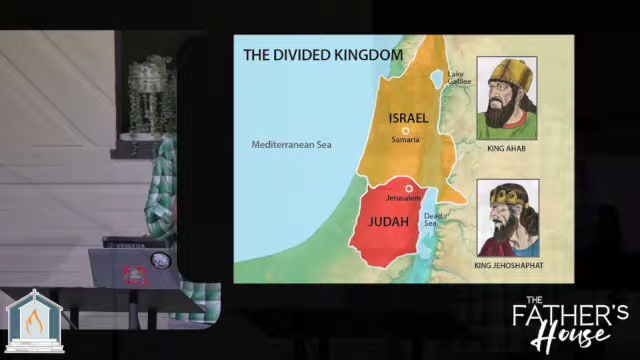 THE DIVIDED KINGDOM
Lake
Galilee
ISRAEL
Samaria
Mediterranean Sea
KING AHAB
Jerusalem
JUDAH
Dead
Sea
KING JEHOSHAPHAT
YAMAHA
THE
FATHER'S
House